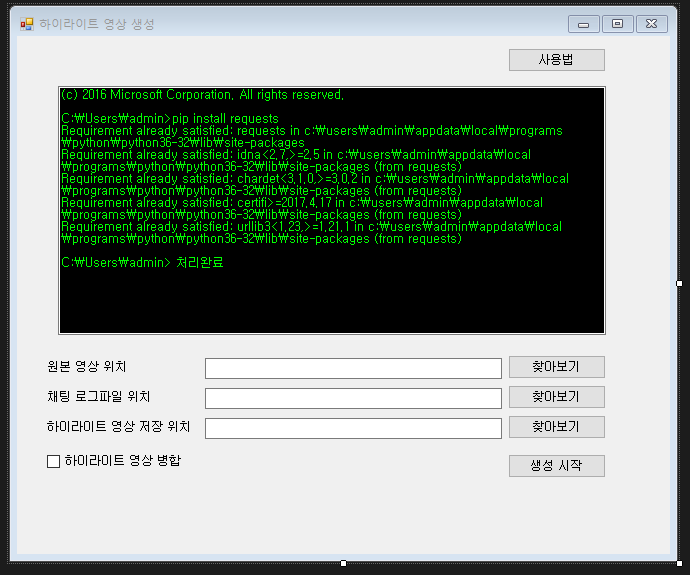 하이라이트 영상 생성
사용법
(c) 2016 Microsoft Corporation. All rights reserved.
C:₩Users₩admin>pip install requests
Requirement already satisfied: requests in c:₩users₩admin₩appdata₩local₩programs
₩python₩python36-32₩lib₩site-packages
Requirement already satisfied: idna<2,7,>=2,5 in c:₩users₩admin₩appdata₩local
₩programs₩python₩python36-32₩lib₩site-packages (from requests)
Requirement already satisfied: chardet<3,1,0,>=3,0,2 in c:₩users₩admin₩appdata₩local
₩programs₩python₩python36-32₩lib₩site-packages (from requests)
Requirement already satisfied: certifi>=2017,4,17 in c:₩users₩admin₩appdata₩local
₩programs₩python₩python36-32₩lib₩site-packages (from requests)
Requirement already satisfied: urllib3<1,23,>=1,21,1 in c:₩users₩admin₩appdata₩local
₩programs₩python₩python36-32₩lib₩site-packages (from requests)
C:₩Users₩admin> 처리완료
원본 영상 위치 찾아보기
채팅 로그파일 위치 찾아보기
하이라이트 영상 저장 위치 찾아보기
하이라이트 영상 병합 생성 시작